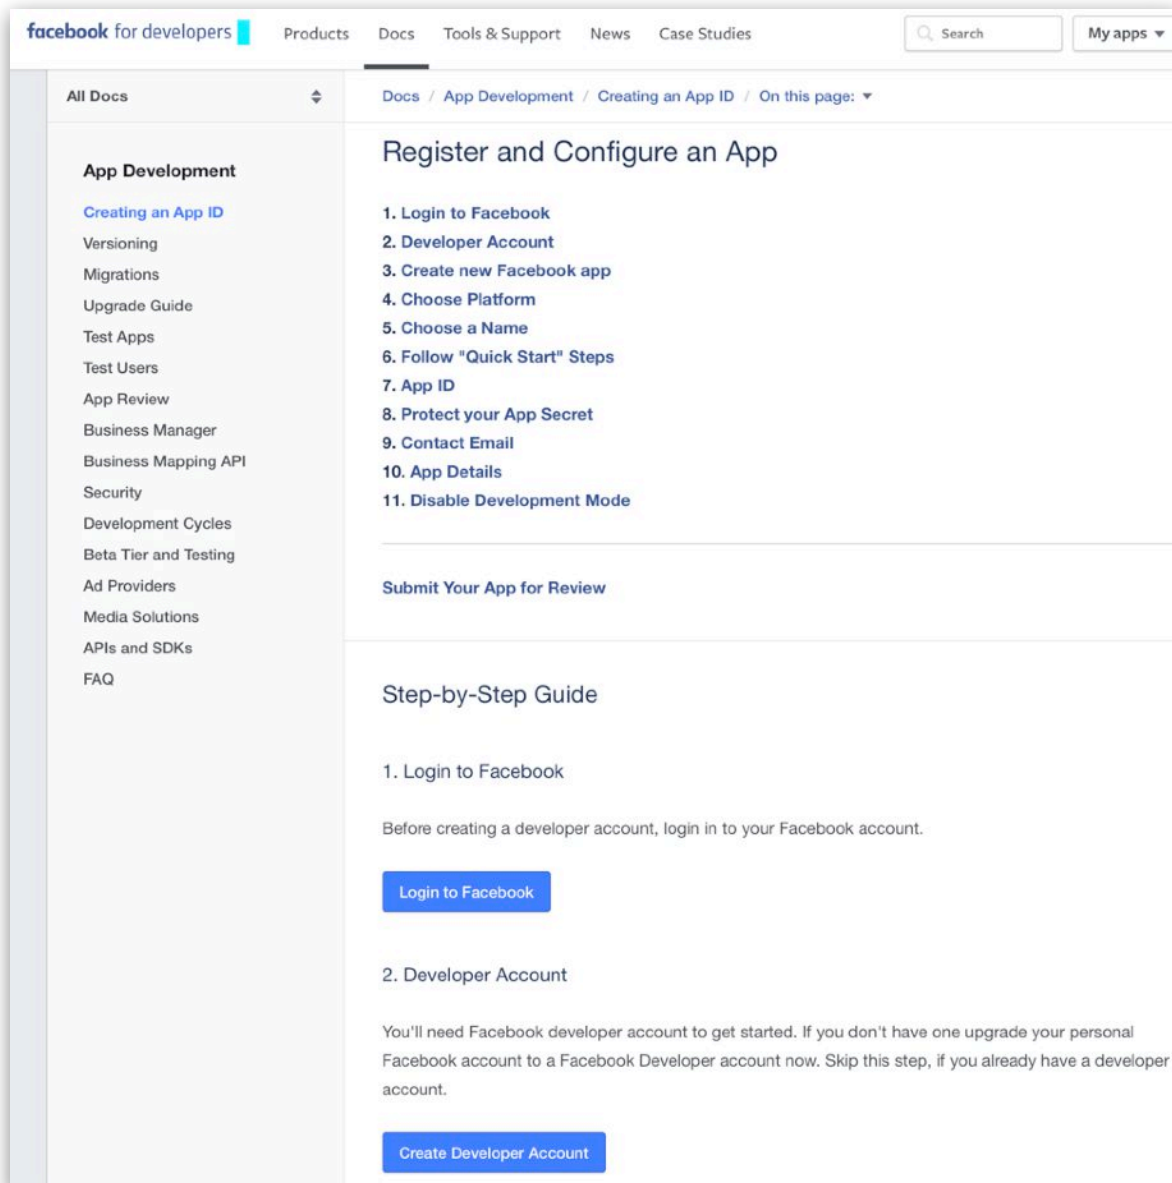 facebook for developers
Products Docs Tools & Support News Case Studies
Search
My apps
All Docs
App Development
Creating an App ID
Versioning
Migrations
Upgrade Guide
Test Apps
Test Users
App Review
Business Manager
Business Mapping API
Security
Development Cycles
Beta Tier and Testing
Ad Providers
Media Solutions
APIs and SDKs
FAQ
Docs / App Development / Creating an App ID / On this page:
Register and Configure an App
1. Login to Facebook
2. Developer Account
3. Create new Facebook app
4. Choose Platform
5. Choose a Name
6. Follow "Quick Start" Steps
7. App ID
8. Protect your App Secret
9. Contact Email
10. App Details
11. Disable Development Mode
Submit Your App for Review
Step-by-Step Guide
1. Login to Facebook
Before creating a developer account, login in to your Facebook account.
Login to Facebook
2. Developer Account
You'll need Facebook developer account to get started. If you don't have one upgrade your personal
Facebook account to a Facebook Developer account now. Skip this step, if you already have a developer
account.
Create Developer Account